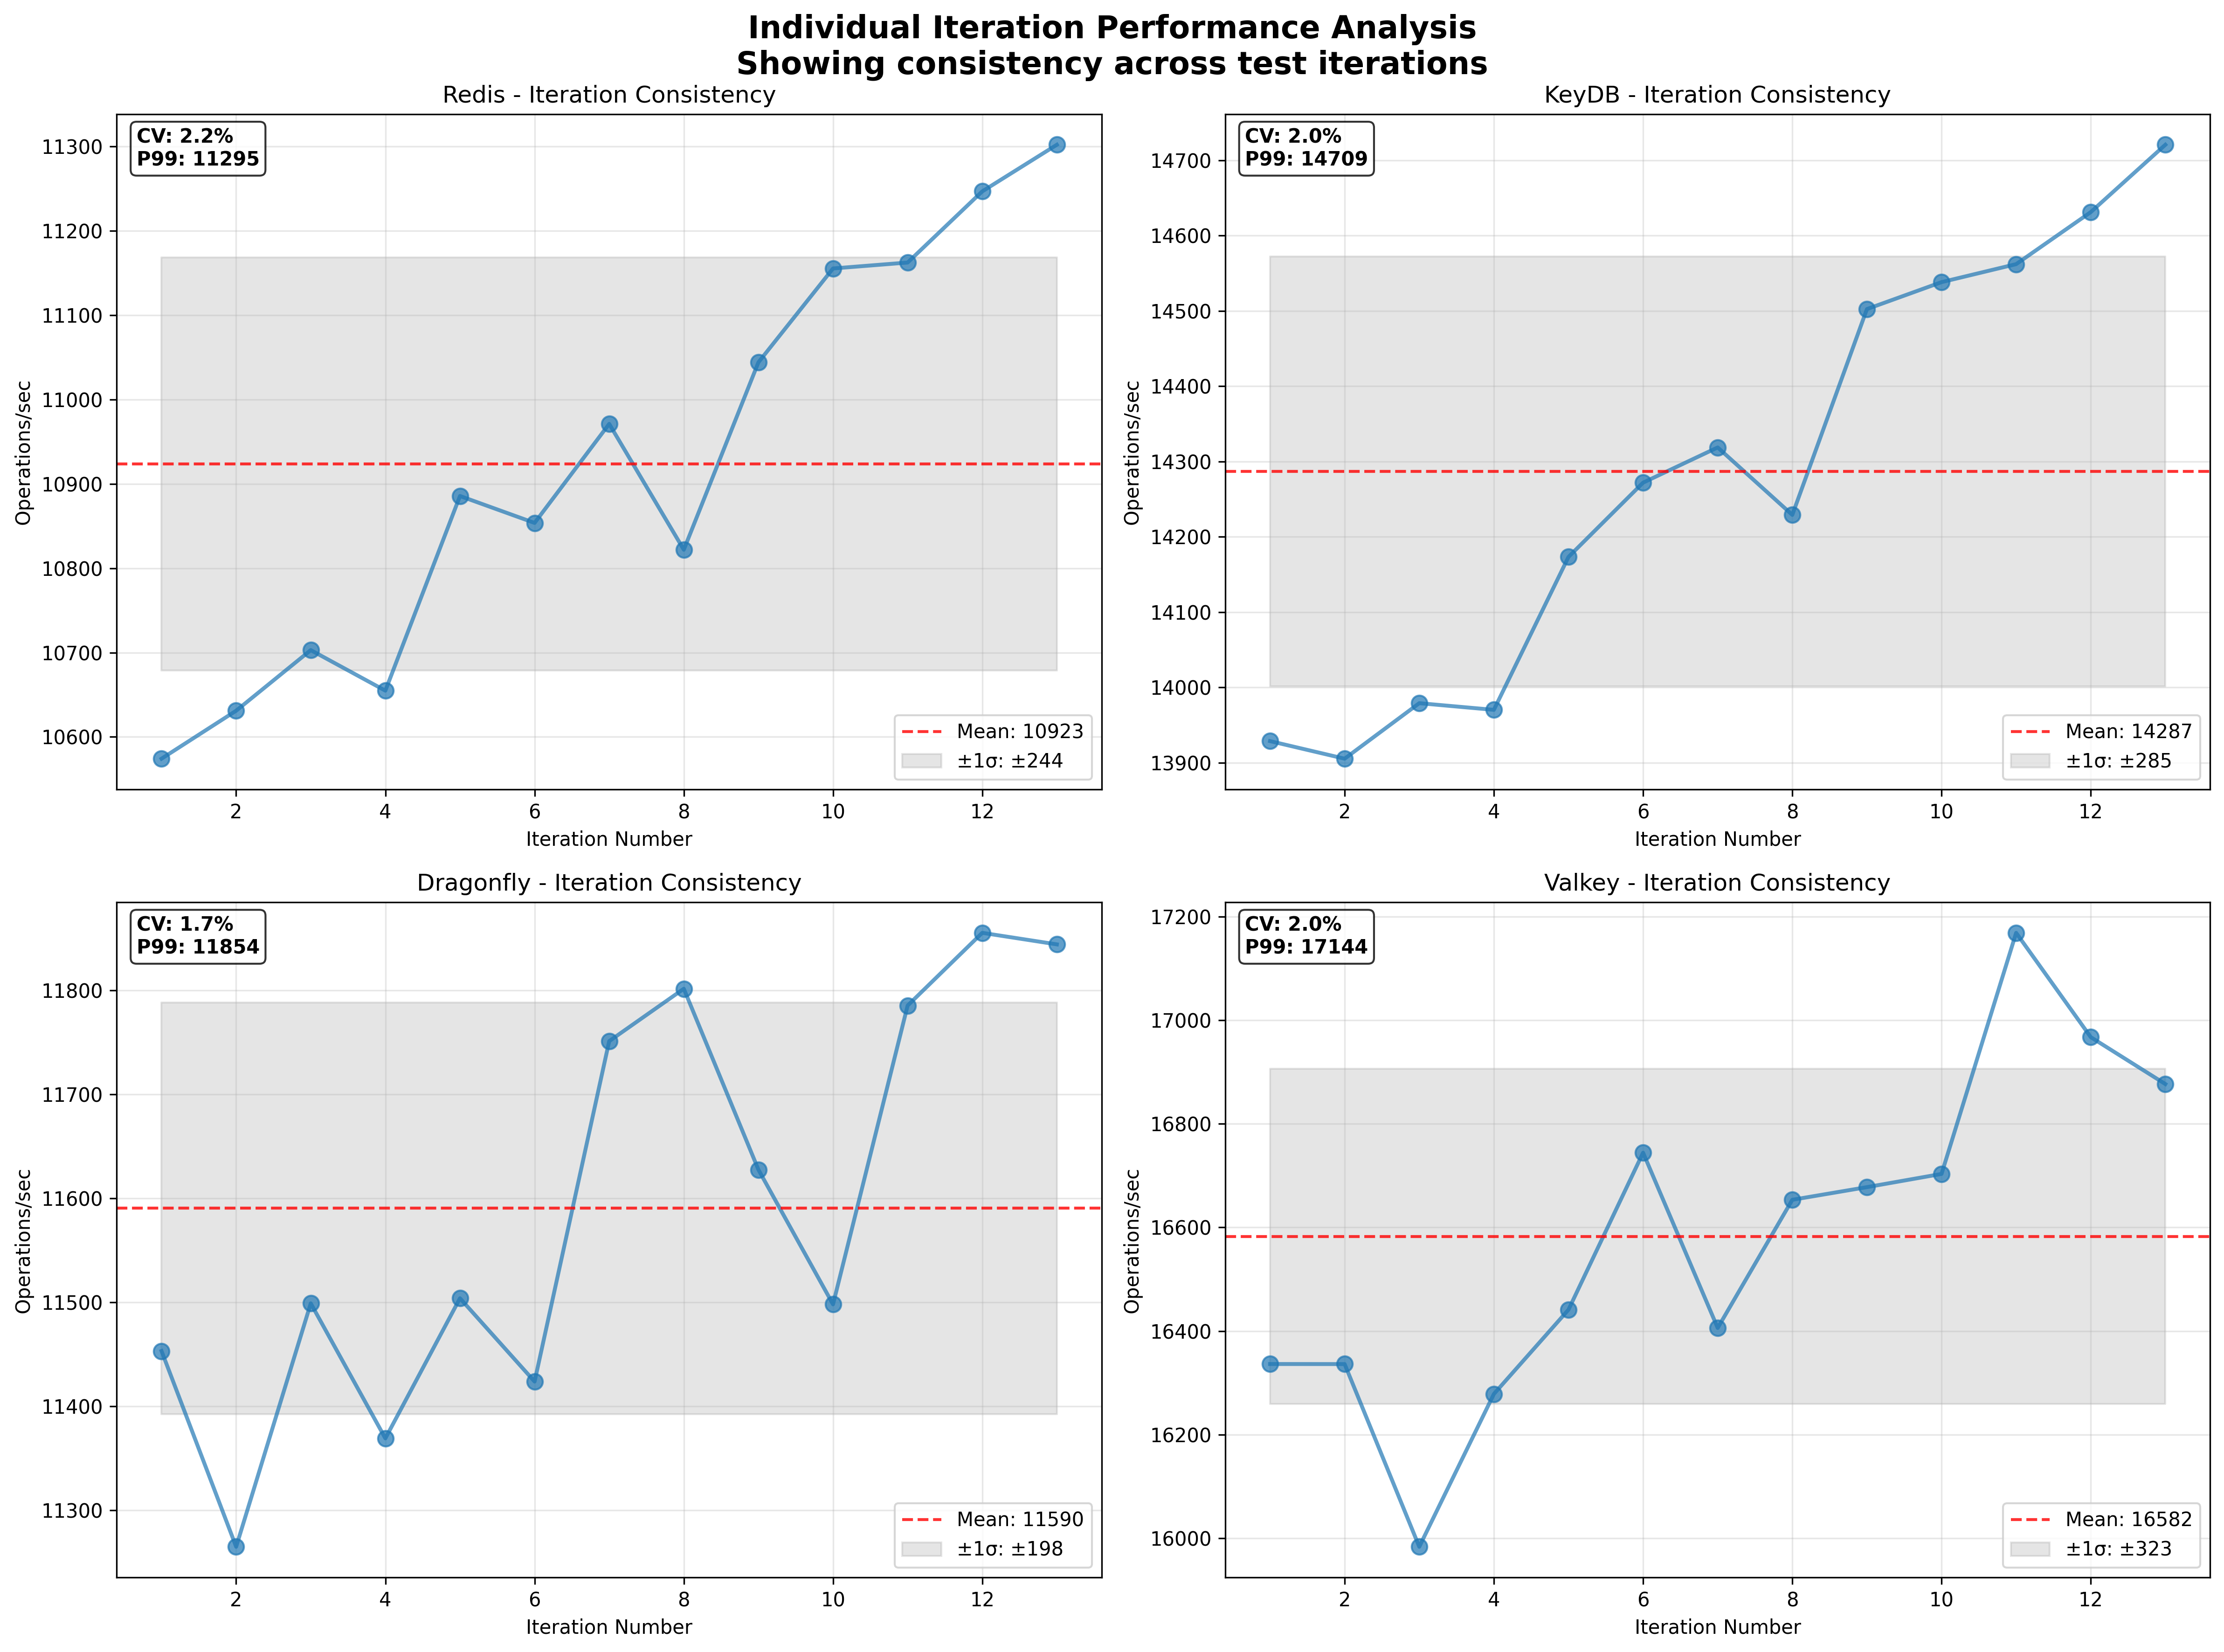 Individual Iteration Performance Analysis
Showing consistency across test iterations
Redis - Iteration Consistency
CV: 2.2%
P99: 11295
11300
11200
11100
11000
10900
10800
10700
10600
Operations/sec
Mean: 10923
±1σ: ±244
2 4 6 8 10 12
Iteration Number
KeyDB - Iteration Consistency
CV: 2.0%
P99: 14709
14700
14600
14500
14400
14300
14200
14100
14000
13900
Operations/sec
Mean: 14287
±1σ: ±285
2 4 6 8 10 12
Iteration Number
Dragonfly - Iteration Consistency
CV: 1.7%
P99: 11854
11800
11700
11600
11500
11400
11300
Operations/sec
Mean: 11590
±1σ: ±198
2 4 6 8 10 12
Iteration Number
Valkey - Iteration Consistency
CV: 2.0%
P99: 17144
17200
17000
16800
16600
16400
16200
16000
Operations/sec
Mean: 16582
±1σ: ±323
2 4 6 8 10 12
Iteration Number